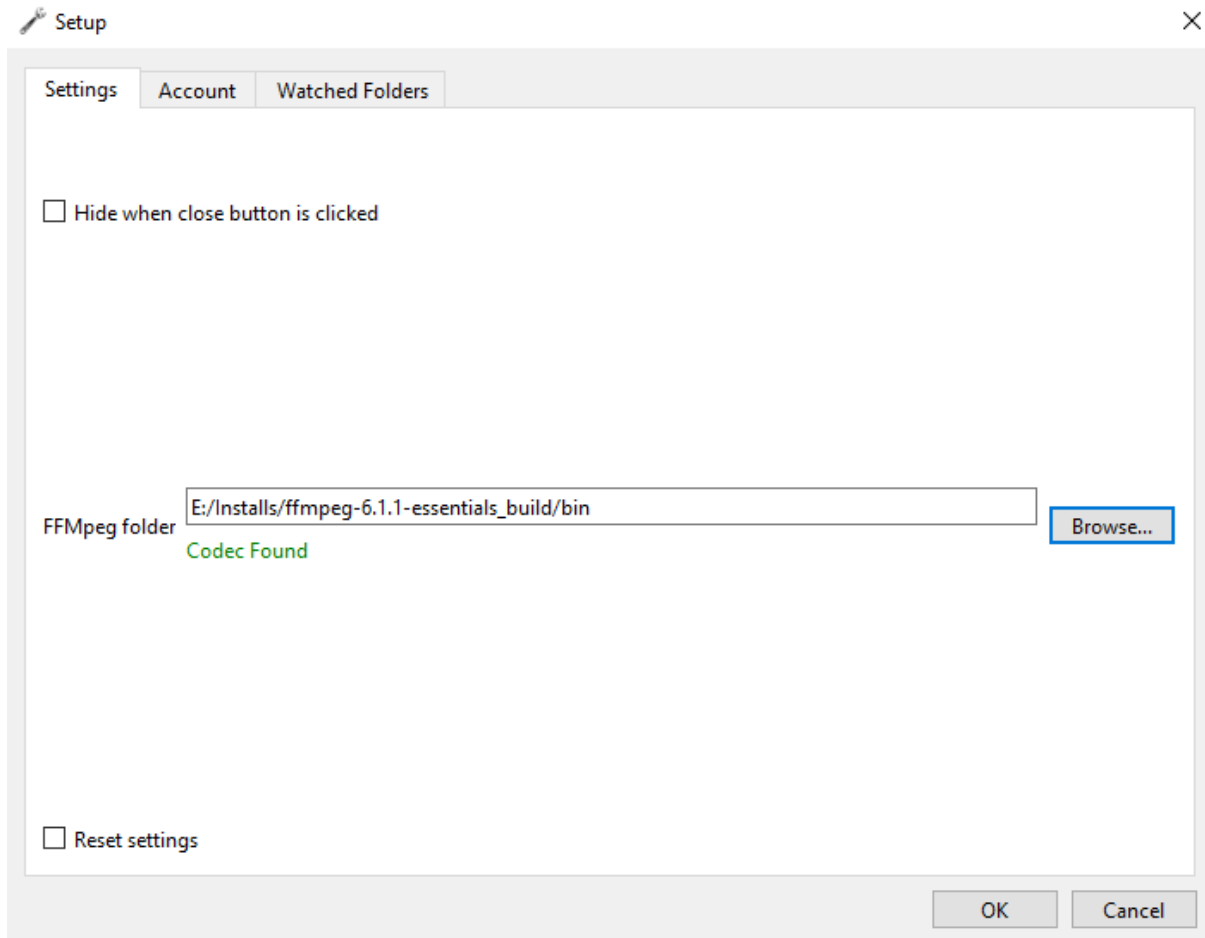 Setup
Settings
Account
Watched Folders
Hide when close button is clicked
FFMpeg folder
E:/Installs/ffmpeg-6.1.1-essentials_build/bin
Browse...
Codec Found
Reset settings
OK
Cancel